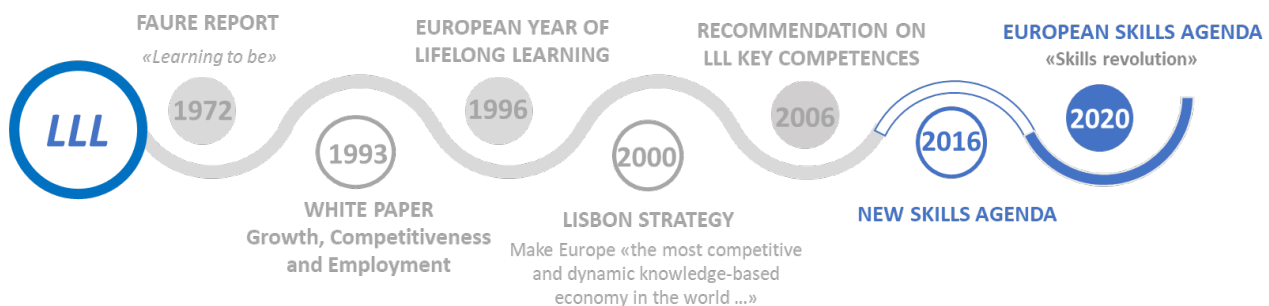 LLL
FAURE REPORT
«Learning to be»
1972
1993
WHITE PAPER
Growth, Competitiveness
and Employment
EUROPEAN YEAR OF
LIFELONG LEARNING
1996
2000
LISBON STRATEGY
Make Europe «the most competitive
and dynamic knowledge-based
economy in the world ...»
RECOMMENDATION ON
LLL KEY COMPETENCES
2006
2016
NEW SKILLS AGENDA
EUROPEAN SKILLS AGENDA
«Skills revolution»
2020